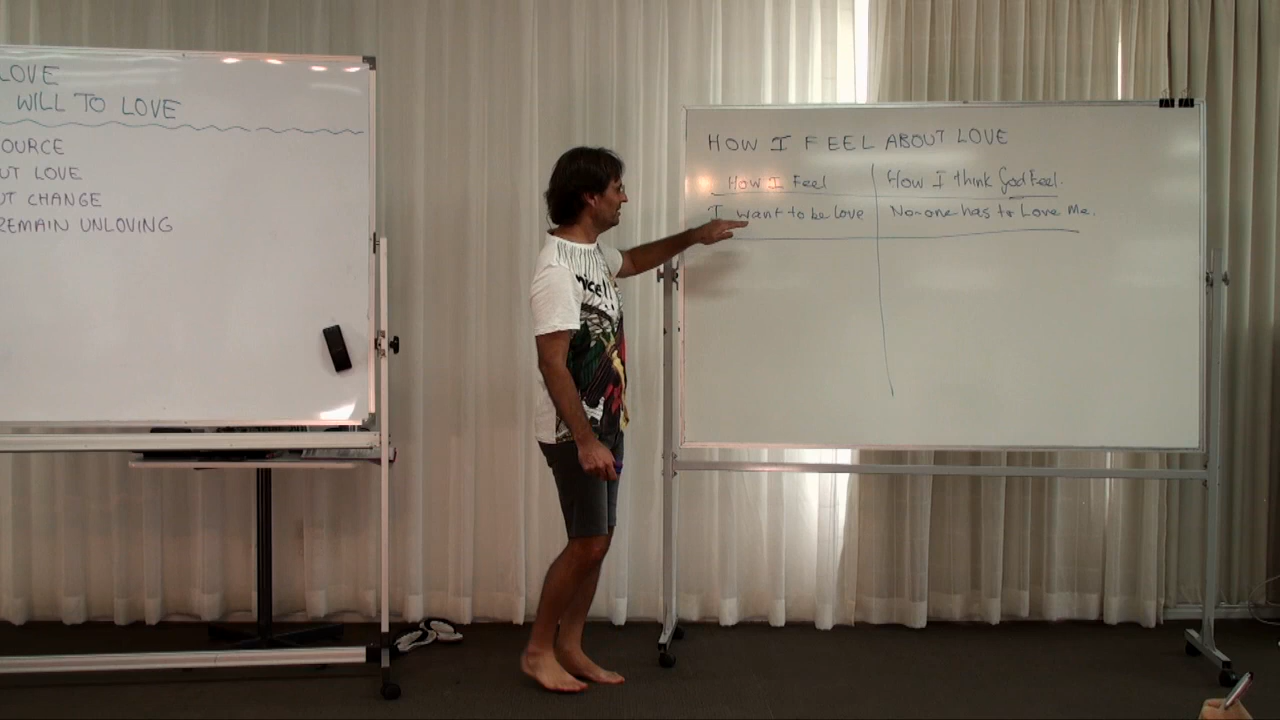 LOVE
WILL TO LOVE
OURCE
UT LOVE
UT CHANGE
REMAIN UNLOVING
nice!!
HOW I FEEL ABOUT LOVE
How I Feel How I think God Feel.
I want to be love No-one has to Love Me.